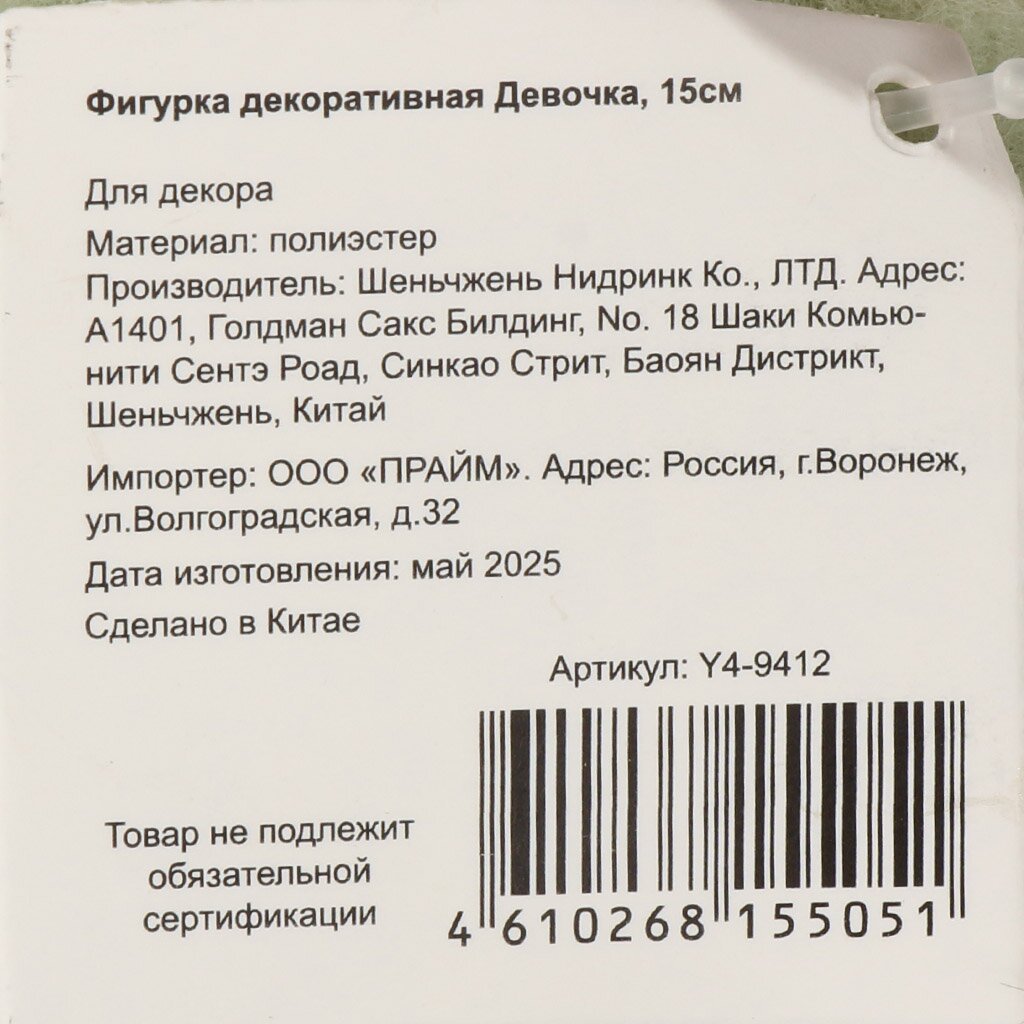 Фигурка декоративная Девочка, 15см
Для декора
Материал: полиэстер
Производитель: Шеньчжень Нидринк Ко., ЛТД. Адрес:
А1401, Голдман Сакс Билдинг, No. 18 Шаки Комью-
нити Сентэ Роад, Синкао Стрит, Баоян Дистрикт,
Шеньчжень, Китай
Импортер: ООО «ПРАЙМ». Адрес: Россия, г.Воронеж,
ул.Волгоградская, д.32
Дата изготовления: май 2025
Сделано в Китае
Артикул: Y4-9412
Товар не подлежит
обязательной
сертификации
4 610268 155051